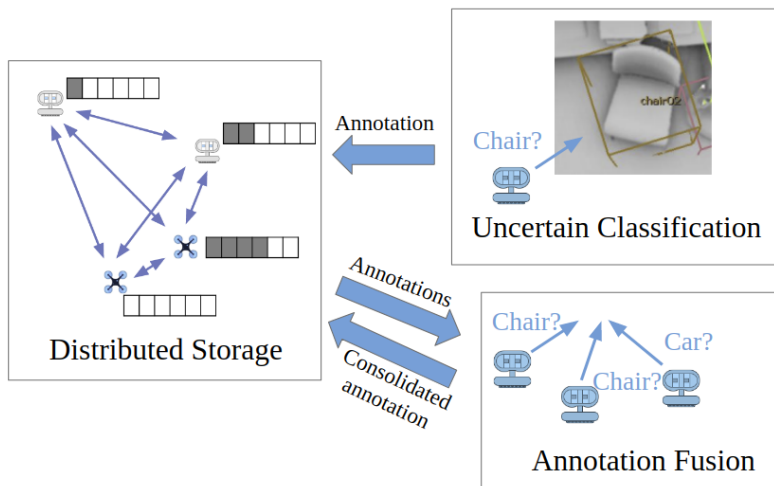 Annotation
Chair?
chair02
Uncertain Classification
Distributed Storage
Annotations
Consolidated
annotation
Chair?
Chair?
Car?
Annotation Fusion